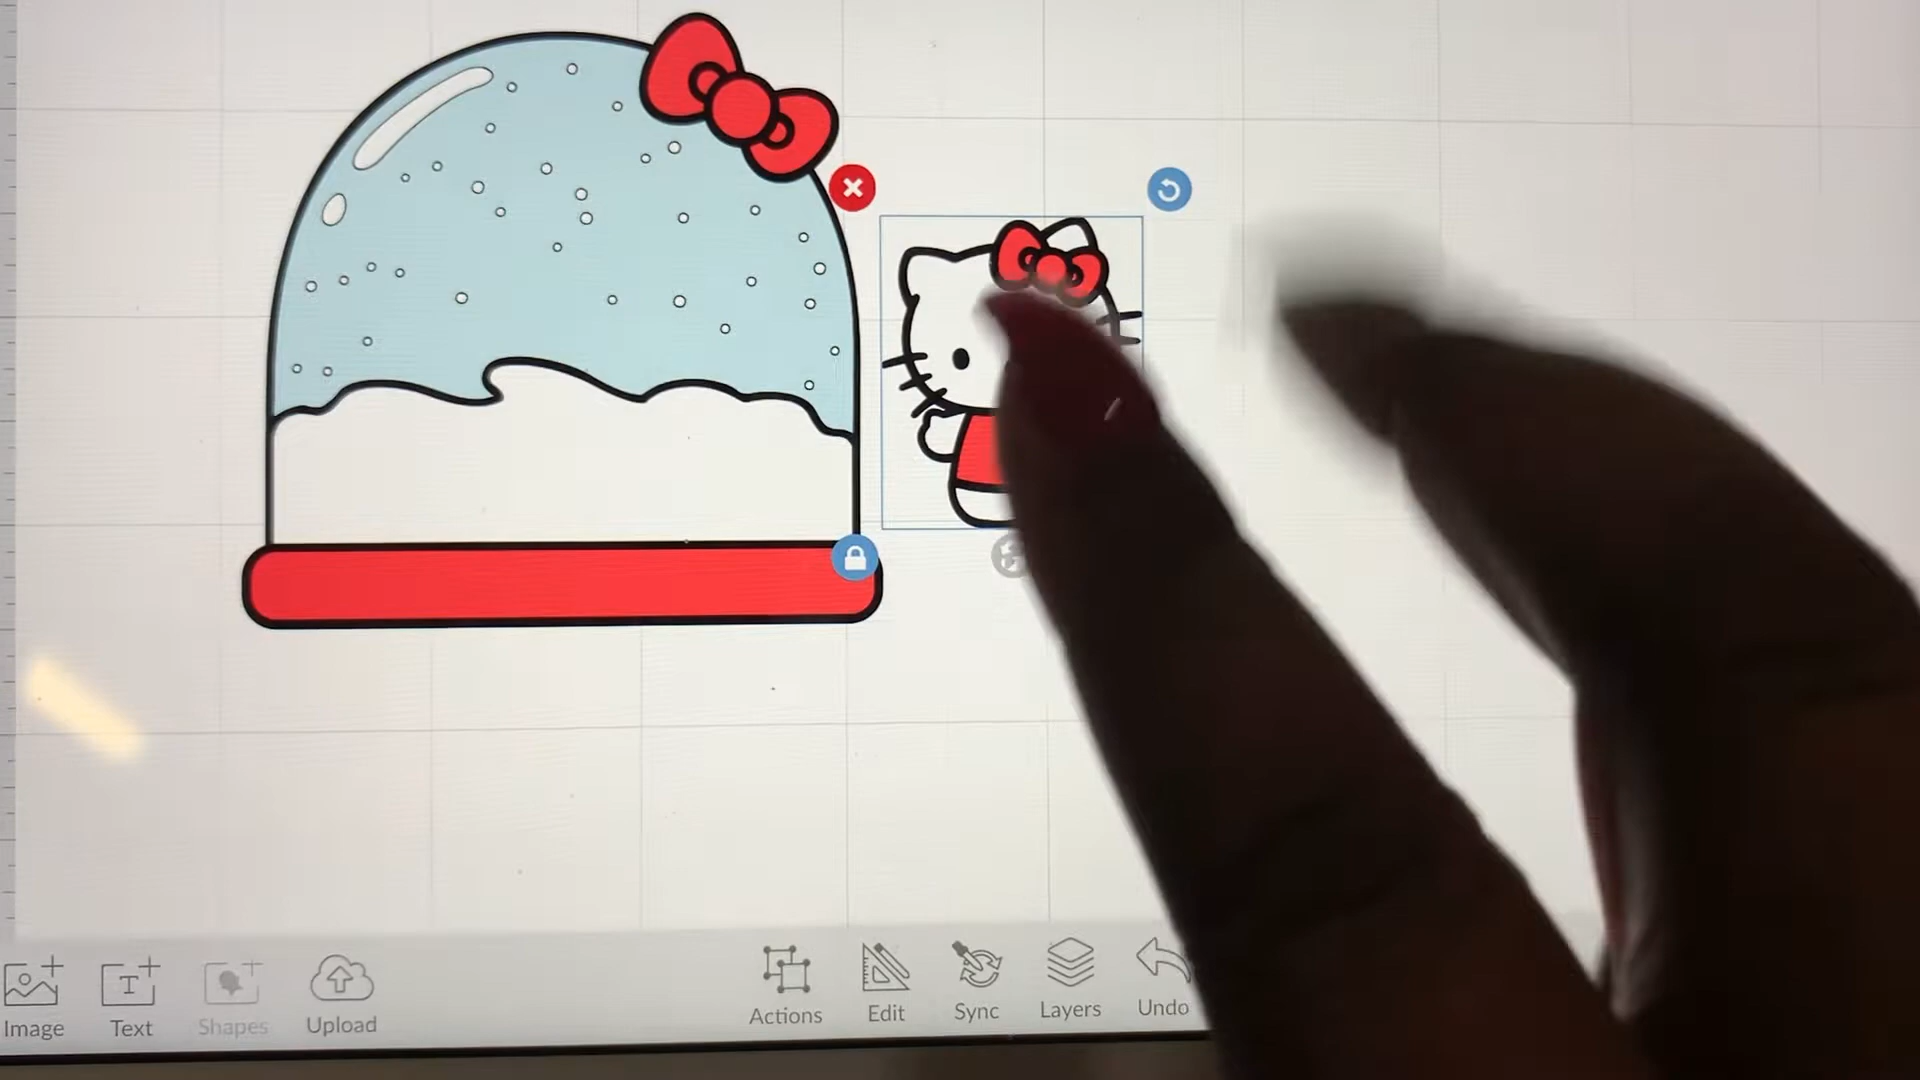 Image
Text
Shapes
Upload
Actions
Edit
Sync
Layers
Undo